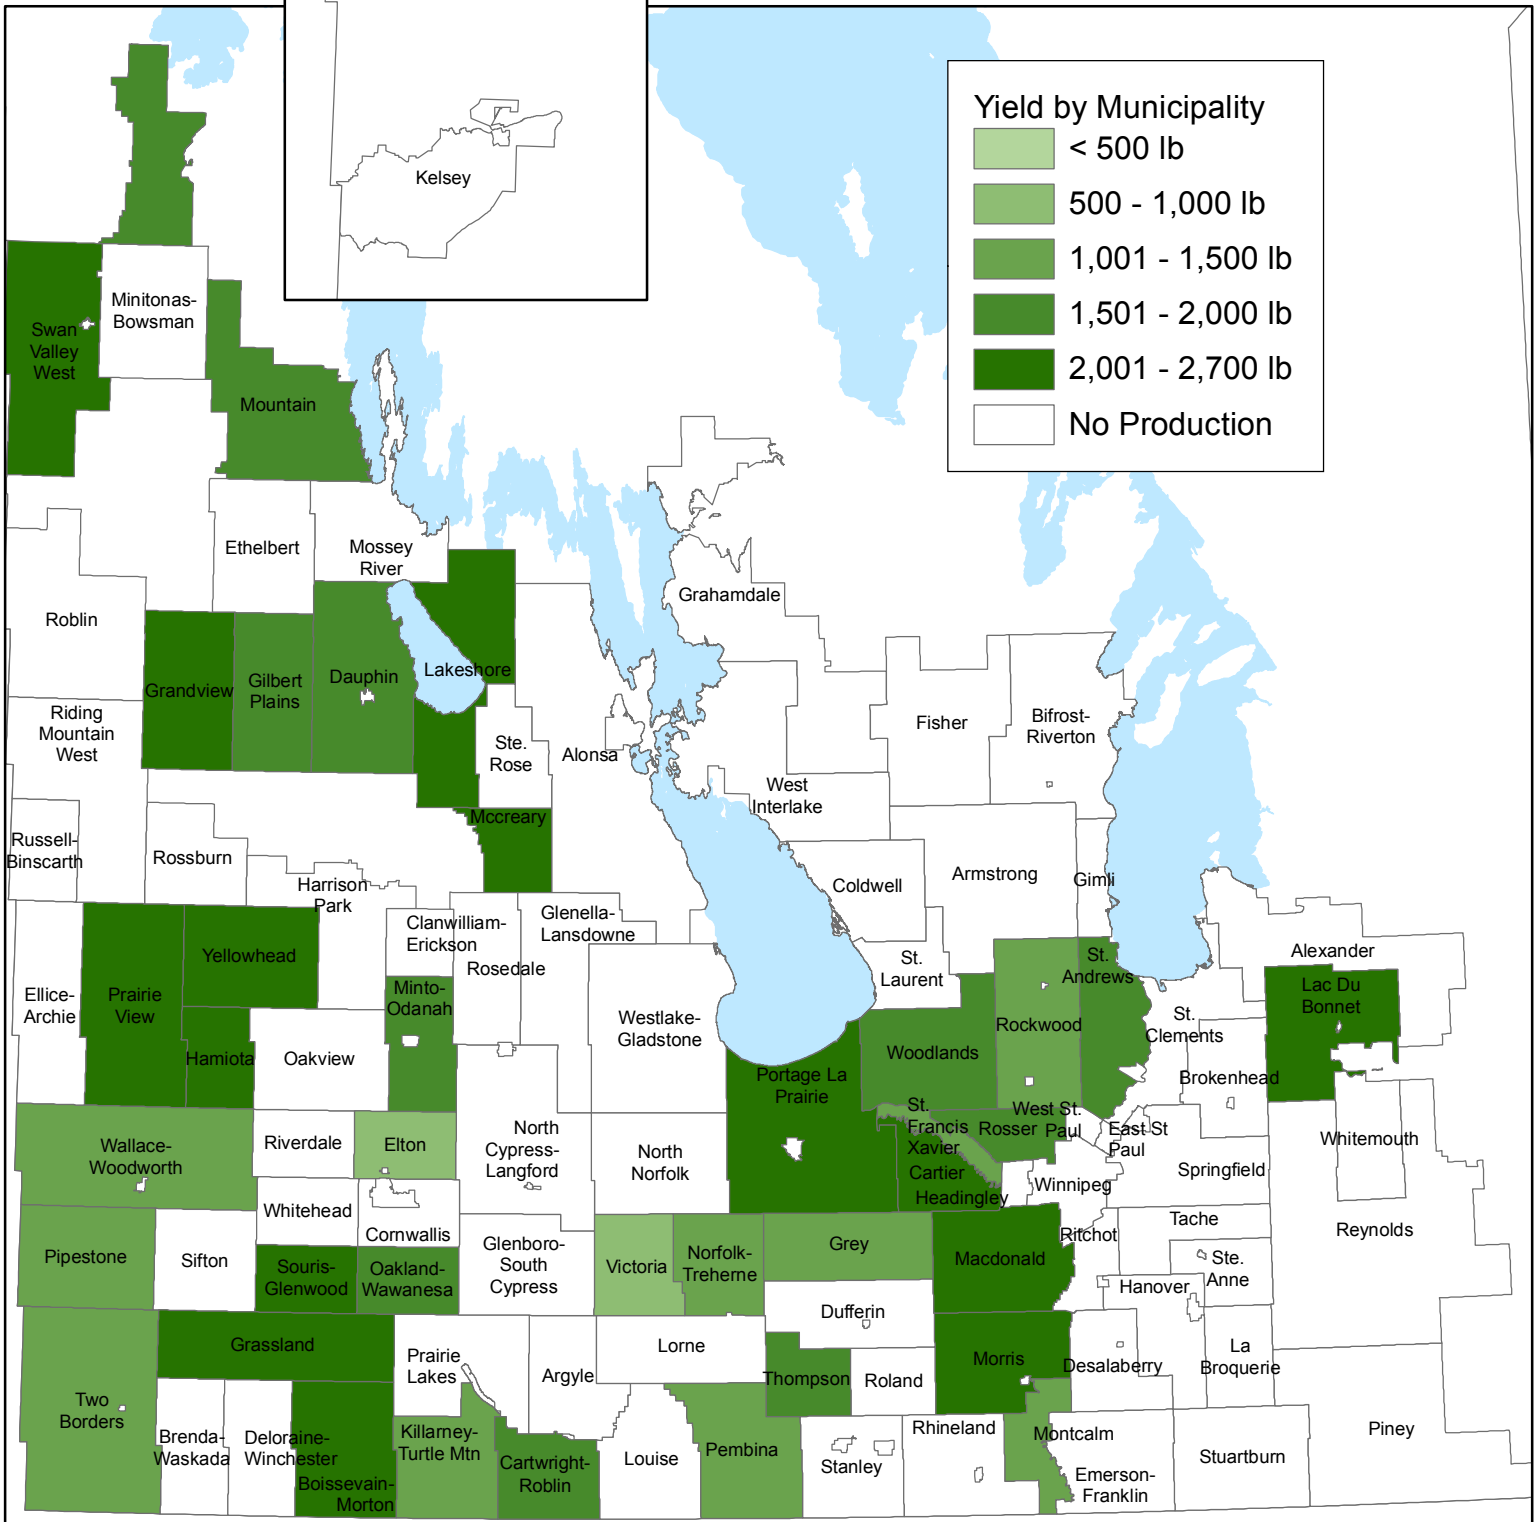 Kelsey
Yield by Municipality
< 500 lb
500 - 1,000 lb
1,001 - 1,500 lb
1,501 - 2,000 lb
2,001 - 2,700 lb
No Production
Minitonas-
Bowsman
Swan
Valley
West
Mountain
Ethelbert
Mossey
River
Roblin
Grahamdale
Grandview
Gilbert
Plains
Dauphin
Lakeshore
Riding
Mountain
West
Ste.
Rose
Alonsa
Fisher
Bifrost-
Riverton
West
Interlake
Mccreary
Russell-
Binscarth
Rossburn
Harrison
Park
Coldwell
Armstrong
Gimli
Clanwilliam-
Erickson
Glenella-
Lansdowne
Rosedale
Yellowhead
St.
Laurent
St.
Andrews
Alexander
Ellice-
Archie
Prairie
View
Minto-
Odanah
Lac Du
Bonnet
Westlake-
Gladstone
Rockwood
St.
Clements
Hamiota
Oakview
Woodlands
Portage La
Prairie
Brokenhead
St.
Francis
Xavier
Rosser
West St.
Paul
East St
Paul
Whitemouth
Wallace-
Woodworth
Riverdale
Elton
North
Cypress-
Langford
North
Norfolk
Cartier
Headingley
Winnipeg
Springfield
Whitehead
Cornwallis
Tache
Reynolds
Pipestone
Sifton
Souris-
Glenwood
Oakland-
Wawanesa
Glenboro-
South
Cypress
Victoria
Norfolk-
Treherne
Grey
Macdonald
Ritchot
Ste.
Anne
Hanover
Dufferin
Grassland
Prairie
Lakes
Argyle
Lorne
Thompson
Roland
Morris
Desalaberry
La
Broquerie
Two
Borders
Brenda-
Waskada
Deloraine-
Winchester
Boissevain-
Morton
Killarney-
Turtle Mtn
Cartwright-
Roblin
Louise
Pembina
Stanley
Rhineland
Montcalm
Emerson-
Franklin
Stuartburn
Piney